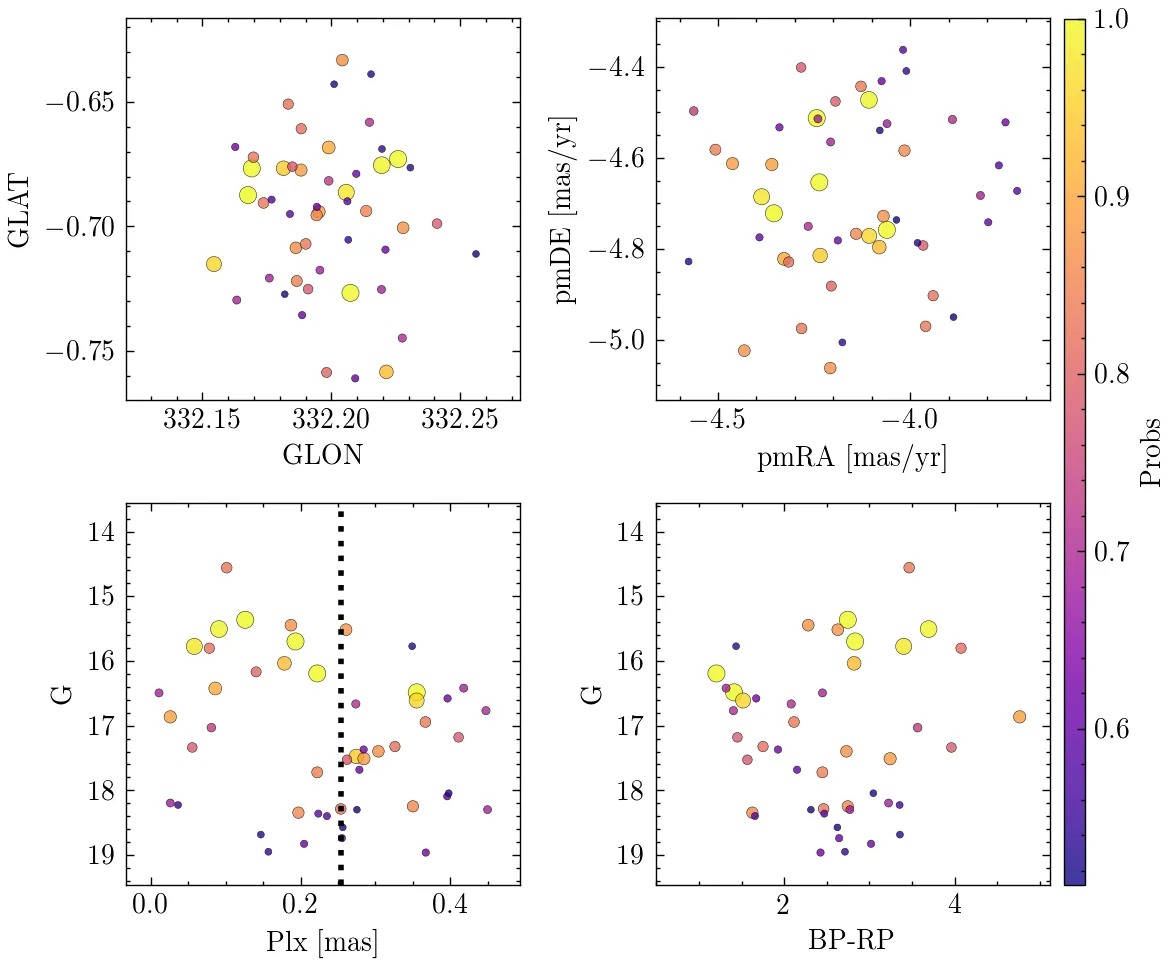 −0.65
−0.70
−0.75
GLAT
332.15 332.20 332.25
GLON
−4.4
−4.6
−4.8
−5.0
pmDE [mas/yr]
−4.5 −4.0
pmRA [mas/yr]
14
15
16
17
18
19
G
0.0 0.2 0.4
Plx [mas]
14
15
16
17
18
19
G
2 4
BP-RP
1.0
0.9
0.8
0.7
0.6
Probs